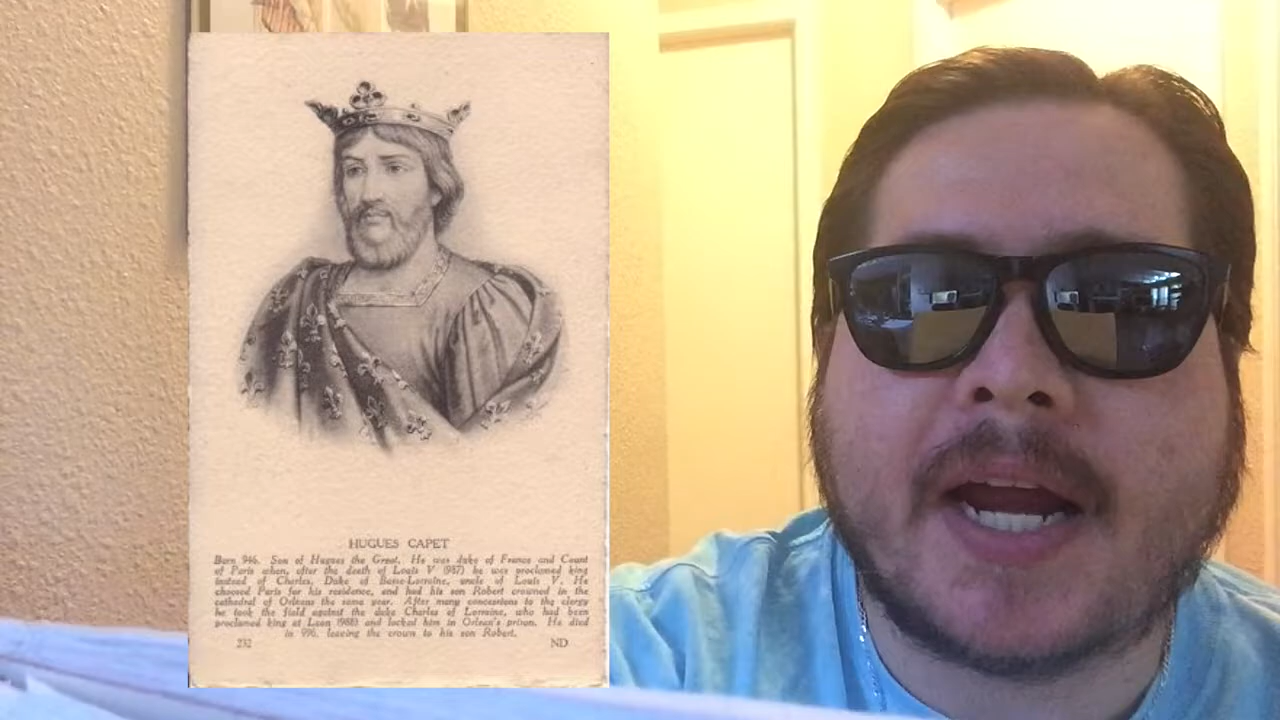 HUGUES CAPET
Born 946. Son of Hugues the Great. He was duke of France and Count
of Paris when, after the death of Louis V (987) he was proclaimed king
instead of Charles, Duke of Basse-Lorraine, uncle of Louis V. He
choosed Paris for his residence, and had his son Robert crowned in the
cathedral of Orleans the same year. After many concessions to the clergy
he took the field against the duke Charles of Lorraine, who had been
proclaimed king at Laon (988) and locked him in Orlean's prison. He died
in 996, leaving the crown to his son Robert.
232 ND